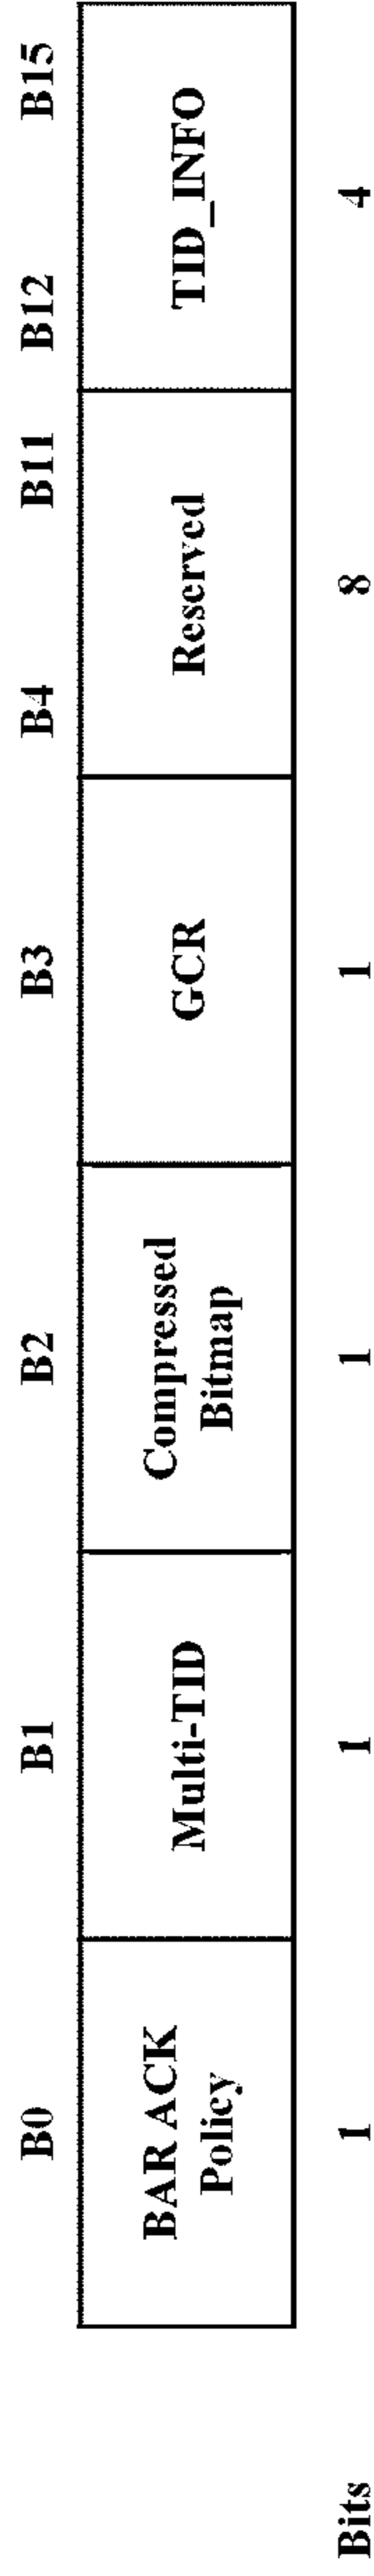 B0 B1 B2 B3 B4 B11 B12 B15
BAR ACK
Policy
Multi-TID
Compressed
Bitmap
GCR
Reserved
TID_INFO
Bits 1 1 1 1 8 4